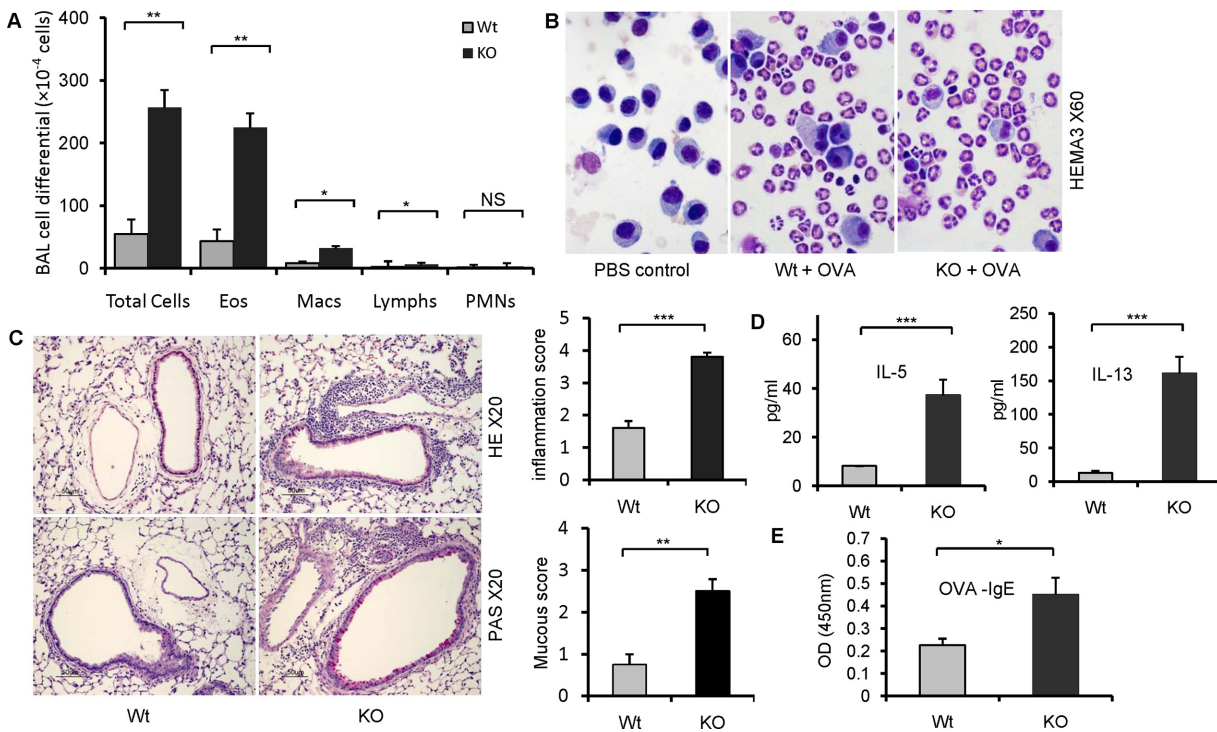 A
BAL cell differential (×10⁻⁴ cells)
400
300
200
100
0
Wt
KO
**
**
*
*
NS
Total Cells
Eos
Macs
Lymphs
PMNs
B
PBS control
Wt + OVA
KO + OVA
HEMA3 X60
C
HE X20
PAS X20
50um
50um
50um
50um
Wt
KO
inflammation score
5
4
3
2
1
0
***
Wt
KO
Mucous score
4
3
2
1
0
**
Wt
KO
D
pg/ml
60
40
20
0
***
IL-5
Wt
KO
pg/ml
250
200
150
100
50
0
***
IL-13
Wt
KO
E
OD (450nm)
0.7
0.6
0.5
0.4
0.3
0.2
0.1
0
*
OVA -IgE
Wt
KO